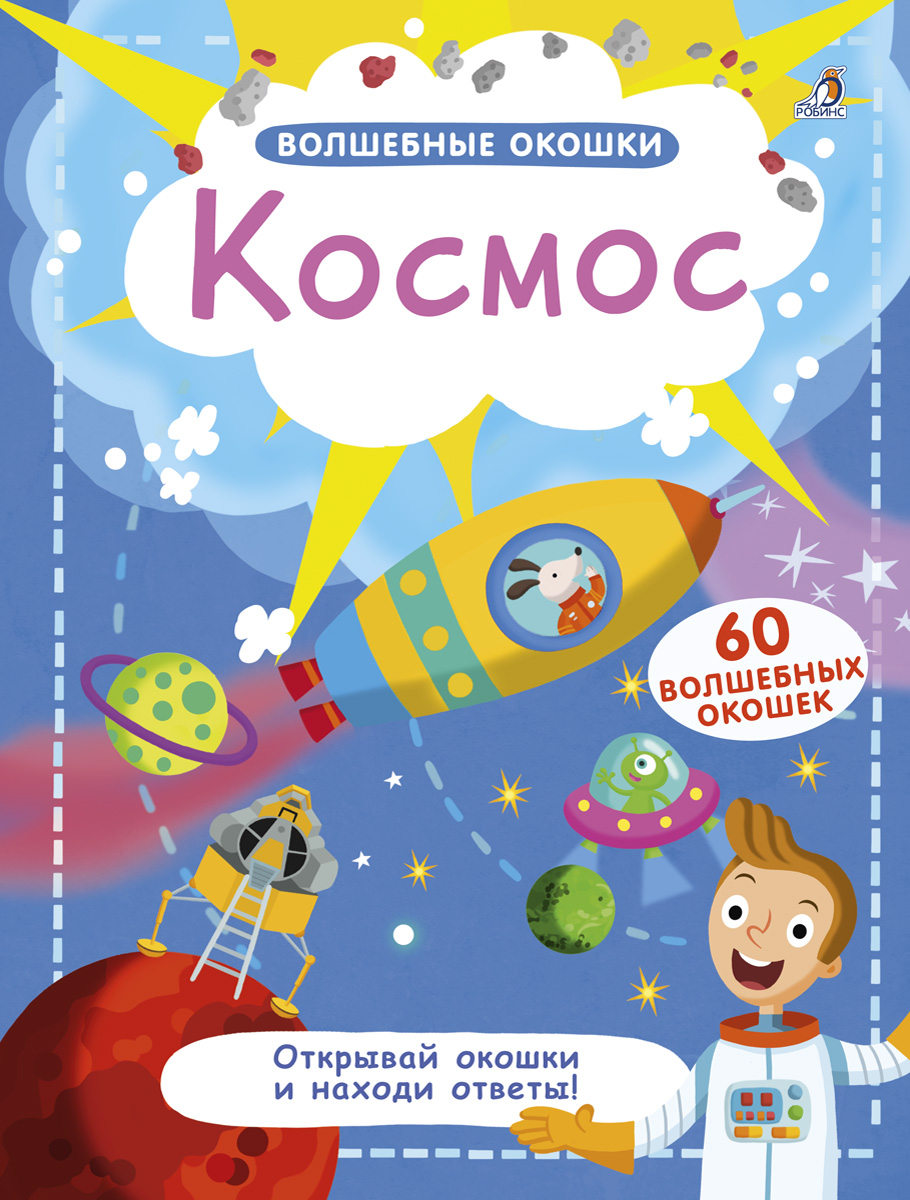 РОБИНС
ВОЛШЕБНЫЕ ОКОШКИ
Космос
60
ВОЛШЕБНЫХ
ОКОШЕК
Открывай окошки
и находи ответы!